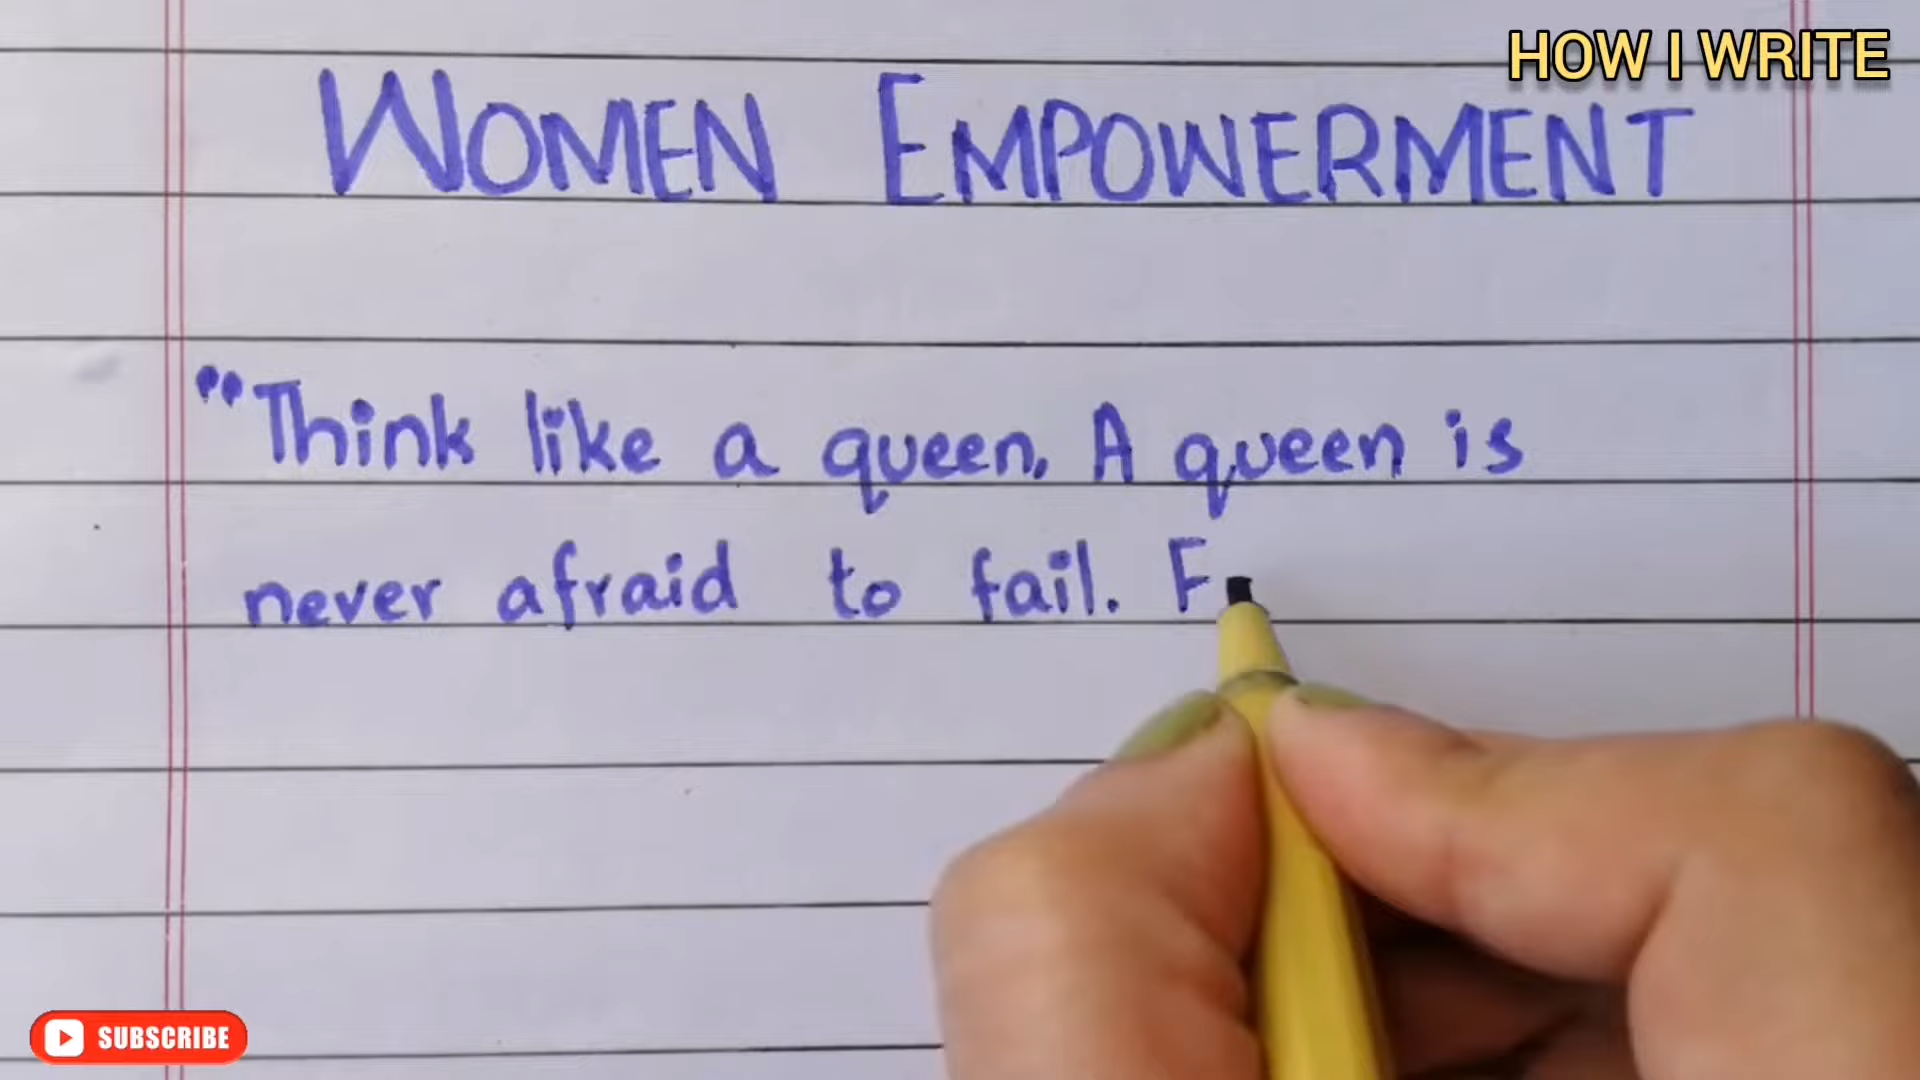 HOW I WRITE
WOMEN EMPOWERMENT
"Think like a queen. A queen is
never afraid to fail. F
SUBSCRIBE